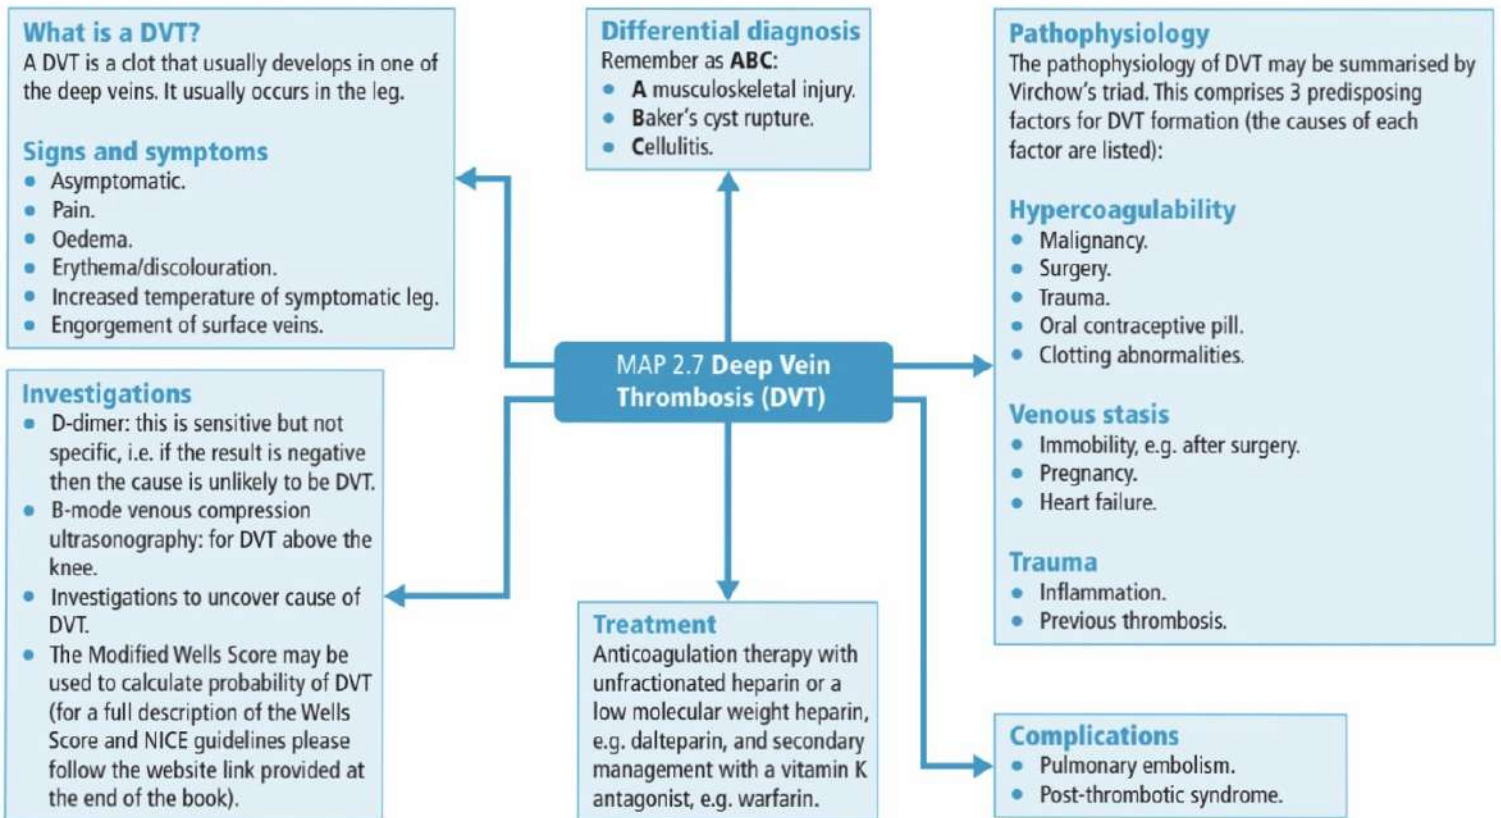 What is a DVT?
A DVT is a clot that usually develops in one of
the deep veins. It usually occurs in the leg.
Signs and symptoms
• Asymptomatic.
• Pain.
• Oedema.
• Erythema/discolouration.
• Increased temperature of symptomatic leg.
• Engorgement of surface veins.
Differential diagnosis
Remember as ABC:
• A musculoskeletal injury.
• Baker's cyst rupture.
• Cellulitis.
Pathophysiology
The pathophysiology of DVT may be summarised by
Virchow's triad. This comprises 3 predisposing
factors for DVT formation (the causes of each
factor are listed):
Hypercoagulability
• Malignancy.
• Surgery.
• Trauma.
• Oral contraceptive pill.
• Clotting abnormalities.
Venous stasis
• Immobility, e.g. after surgery.
• Pregnancy.
• Heart failure.
Trauma
• Inflammation.
• Previous thrombosis.
MAP 2.7 Deep Vein
Thrombosis (DVT)
Investigations
• D-dimer: this is sensitive but not
specific, i.e. if the result is negative
then the cause is unlikely to be DVT.
• B-mode venous compression
ultrasonography: for DVT above the
knee.
• Investigations to uncover cause of
DVT.
• The Modified Wells Score may be
used to calculate probability of DVT
(for a full description of the Wells
Score and NICE guidelines please
follow the website link provided at
the end of the book).
Treatment
Anticoagulation therapy with
unfractionated heparin or a
low molecular weight heparin,
e.g. dalteparin, and secondary
management with a vitamin K
antagonist, e.g. warfarin.
Complications
• Pulmonary embolism.
• Post-thrombotic syndrome.